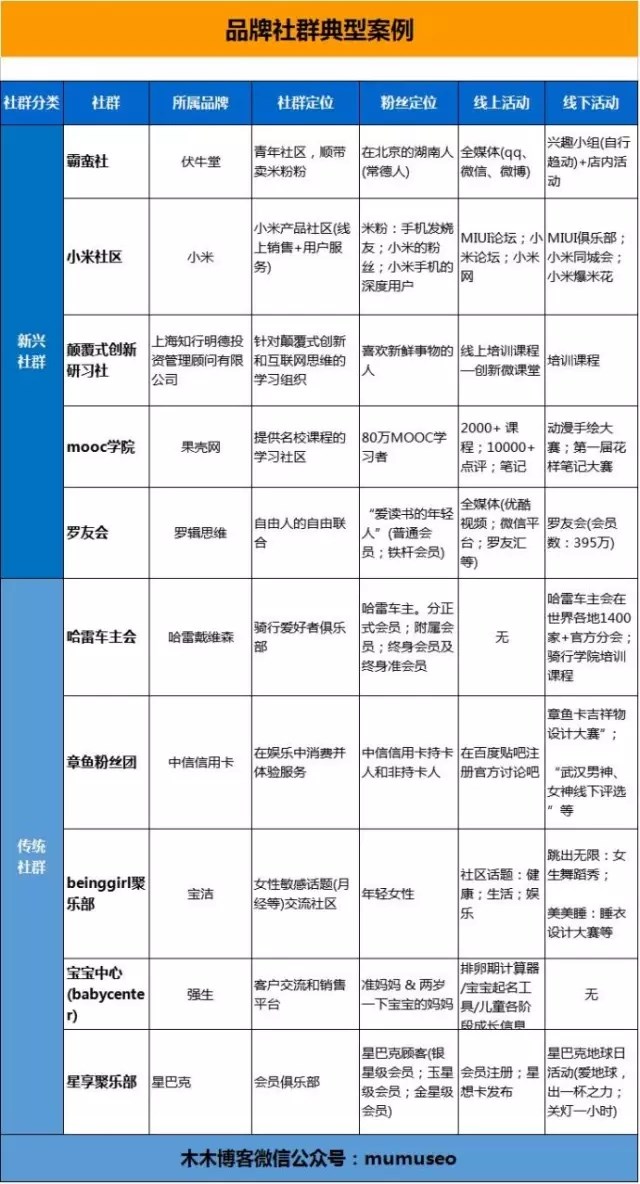 品牌社群典型案例
社群分类 社群 所属品牌 社群定位 粉丝定位 线上活动 线下活动
新兴
社群
霸蛮社
伏牛堂
青年社区，顺带
卖米粉粉
在北京的湖南人
(常德人)
全媒体(qq、
微信、微博)
兴趣小组(自行
趋动)+店内活
动
小米社区
小米
小米产品社区(线
上销售+用户服
务)
米粉：手机发烧
友；小米的粉
丝；小米手机的
深度用户
MIUI论坛；小
米论坛；小米
网
MIUI俱乐部；
小米同城会；
小米爆米花
颠覆式创新
研习社
上海知行明德投
资管理顾问有限
公司
针对颠覆式创新
和互联网思维的
学习组织
喜欢新鲜事物的
人
线上培训课程
—创新微课堂
培训课程
mooc学院
果壳网
提供名校课程的
学习社区
80万MOOC学
习者
2000+ 课
程；10000+
点评；笔记
动漫手绘大
赛；第一届花
样笔记大赛
罗友会
罗辑思维
自由人的自由联
合
“爱读书的年轻
人”(普通会
员；铁杆会员)
全媒体(优酷
视频；微信平
台；罗友汇
等)
罗友会(会员
数：395万)
传统
社群
哈雷车主会
哈雷戴维森
骑行爱好者俱乐
部
哈雷车主。分正
式会员；附属会
员；终身会员及
终身准会员
无
哈雷车主会在
世界各地1400
家+官方分会；
骑行学院培训
课程
章鱼粉丝团
中信信用卡
在娱乐中消费并
体验服务
中信信用卡持卡
人和非持卡人
在百度贴吧注
册官方讨论吧
章鱼卡吉祥物
设计大赛”；
“武汉男神、
女神线下评选
”等
beinggirl聚
乐部
宝洁
女性敏感话题(月
经等)交流社区
年轻女性
社区话题：健
康；生活；娱
乐
跳出无限：女
生舞蹈秀；
美美睡：睡衣
设计大赛等
宝宝中心
(babycente
r)
强生
客户交流和销售
平台
准妈妈 & 两岁
一下宝宝的妈妈
排卵期计算器
/宝宝起名工
具/儿童各阶
段成长信息
无
星享聚乐部
星巴克
会员俱乐部
星巴克顾客(银
星级会员；玉星
级会员；金星级
会员)
会员注册；星
想卡发布
星巴克地球日
活动(爱地球，
出一杯之力；
关灯一小时)
木木博客微信公众号：mumuseo